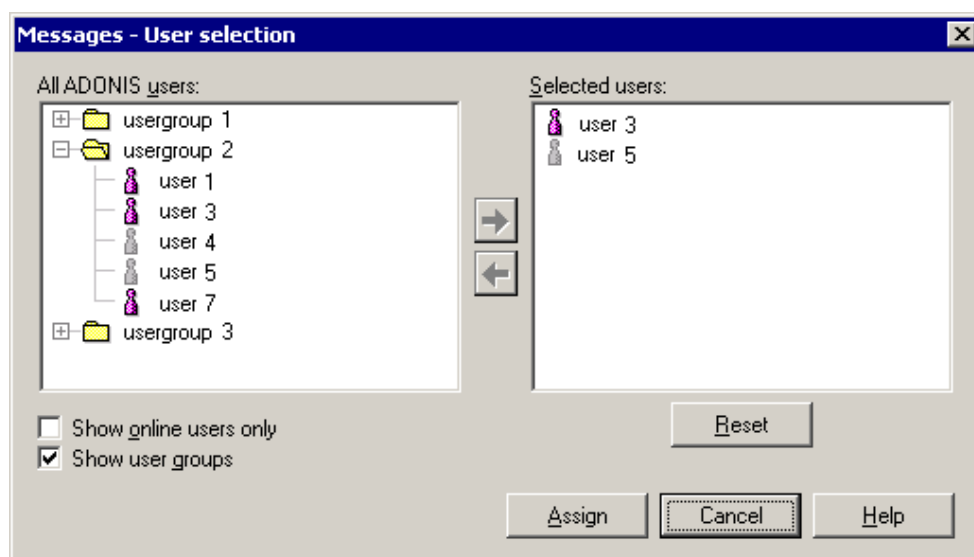 Messages - User selection
All ADONIS users:
Selected users:
usergroup 1
usergroup 2
user 1
user 3
user 4
user 5
user 7
usergroup 3
user 3
user 5
Show online users only
Show user groups
Reset
Assign
Cancel
Help